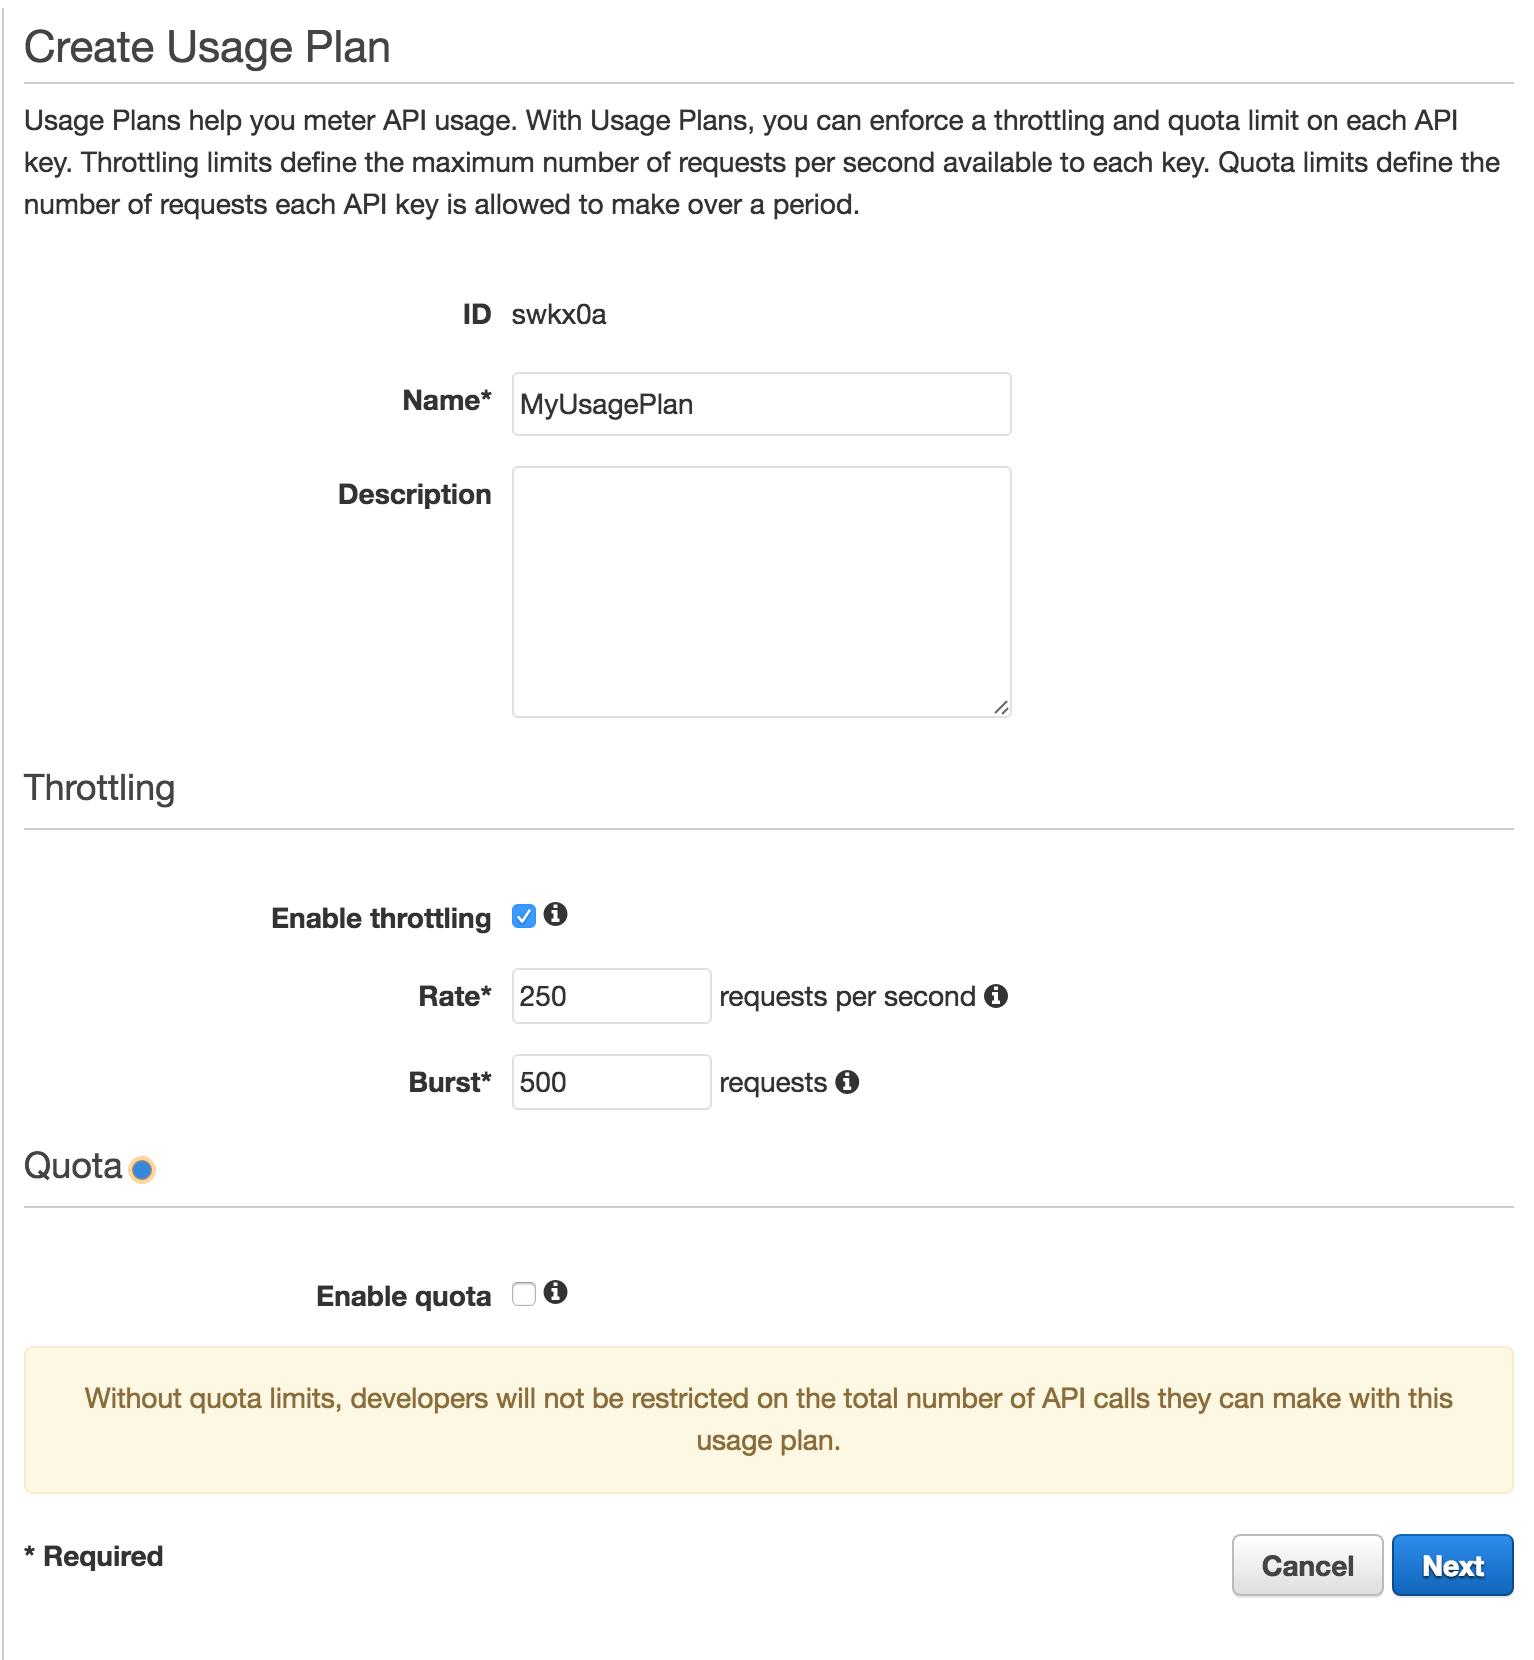 Create Usage Plan
Usage Plans help you meter API usage. With Usage Plans, you can enforce a throttling and quota limit on each API
key. Throttling limits define the maximum number of requests per second available to each key. Quota limits define the
number of requests each API key is allowed to make over a period.
ID swkx0a
Name* MyUsagePlan
Description
Throttling
Enable throttling
Rate* 250 requests per second
Burst* 500 requests
Quota
Enable quota
Without quota limits, developers will not be restricted on the total number of API calls they can make with this
usage plan.
* Required Cancel Next